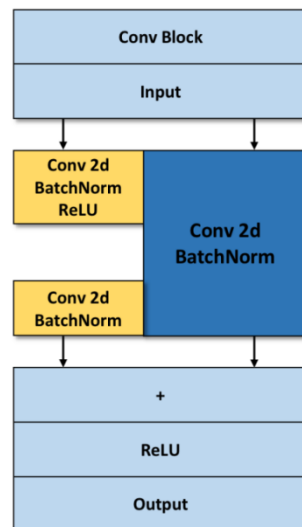 Conv Block
Input
Conv 2d
BatchNorm
ReLU
Conv 2d
BatchNorm
Conv 2d
BatchNorm
+
ReLU
Output